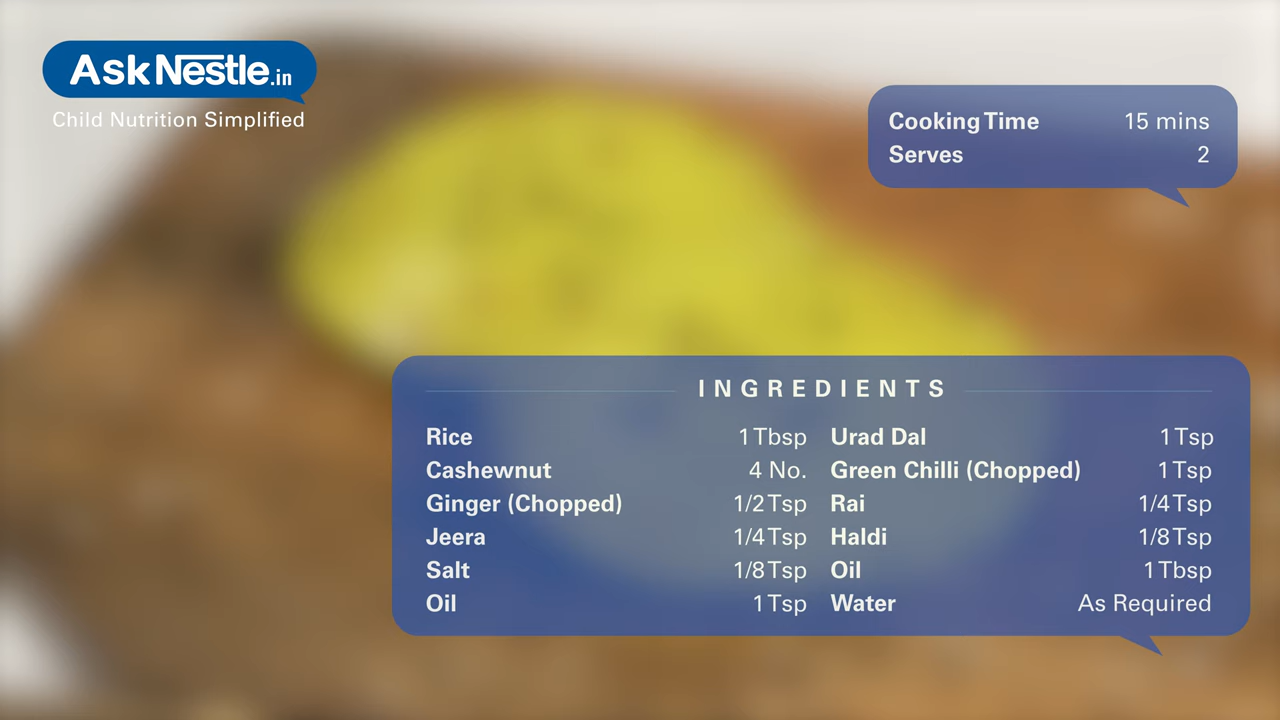 AskNestle.in
Child Nutrition Simplified
Cooking Time 15 mins
Serves 2
INGREDIENTS
Rice 1 Tbsp Urad Dal 1 Tsp
Cashewnut 4 No. Green Chilli (Chopped) 1 Tsp
Ginger (Chopped) 1/2 Tsp Rai 1/4 Tsp
Jeera 1/4 Tsp Haldi 1/8 Tsp
Salt 1/8 Tsp Oil 1 Tbsp
Oil 1 Tsp Water As Required